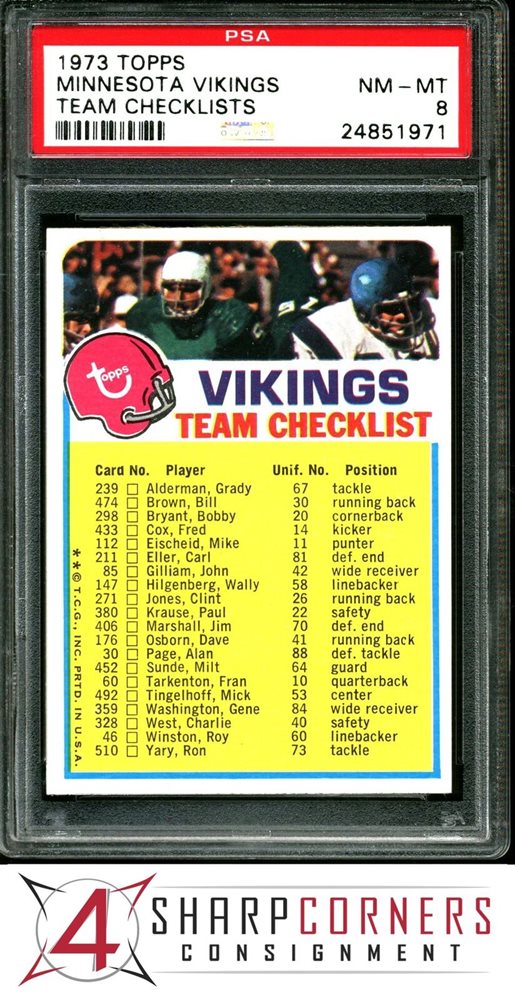 PSA
1973 TOPPS
MINNESOTA VIKINGS NM - MT
TEAM CHECKLISTS 8
24851971
topps
VIKINGS
TEAM CHECKLIST
Card No. Player Unif. No. Position
239 Alderman, Grady 67 tackle
474 Brown, Bill 30 running back
298 Bryant, Bobby 20 cornerback
433 Cox, Fred 14 kicker
112 Eischeid, Mike 11 punter
211 Eller, Carl 81 def. end
85 Gilliam, John 42 wide receiver
147 Hilgenberg, Wally 58 linebacker
271 Jones, Clint 26 running back
380 Krause, Paul 22 safety
406 Marshall, Jim 70 def. end
176 Osborn, Dave 41 running back
30 Page, Alan 88 def. tackle
452 Sunde, Milt 64 guard
60 Tarkenton, Fran 10 quarterback
492 Tingelhoff, Mick 53 center
359 Washington, Gene 84 wide receiver
328 West, Charlie 40 safety
46 Winston, Roy 60 linebacker
510 Yary, Ron 73 tackle
**© T.C.G., INC. PRTD. IN U.S.A.
4 SHARPCORNERS
CONSIGNMENT